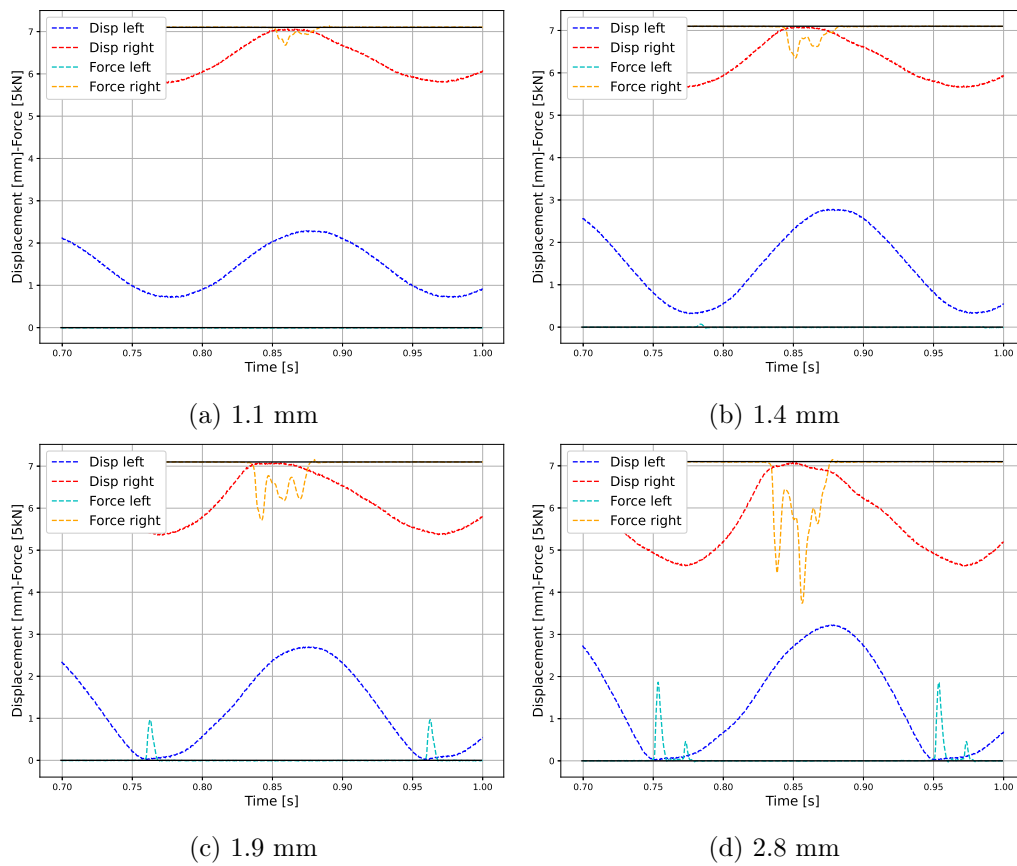 Displacement [mm]-Force [5kN]
7
6
5
4
3
2
1
0
Disp left
Disp right
Force left
Force right
0.70 0.75 0.80 0.85 0.90 0.95 1.00
Time [s]
(a) 1.1 mm
Displacement [mm]-Force [5kN]
7
6
5
4
3
2
1
0
Disp left
Disp right
Force left
Force right
0.70 0.75 0.80 0.85 0.90 0.95 1.00
Time [s]
(b) 1.4 mm
Displacement [mm]-Force [5kN]
7
6
5
4
3
2
1
0
Disp left
Disp right
Force left
Force right
0.70 0.75 0.80 0.85 0.90 0.95 1.00
Time [s]
(c) 1.9 mm
Displacement [mm]-Force [5kN]
7
6
5
4
3
2
1
0
Disp left
Disp right
Force left
Force right
0.70 0.75 0.80 0.85 0.90 0.95 1.00
Time [s]
(d) 2.8 mm